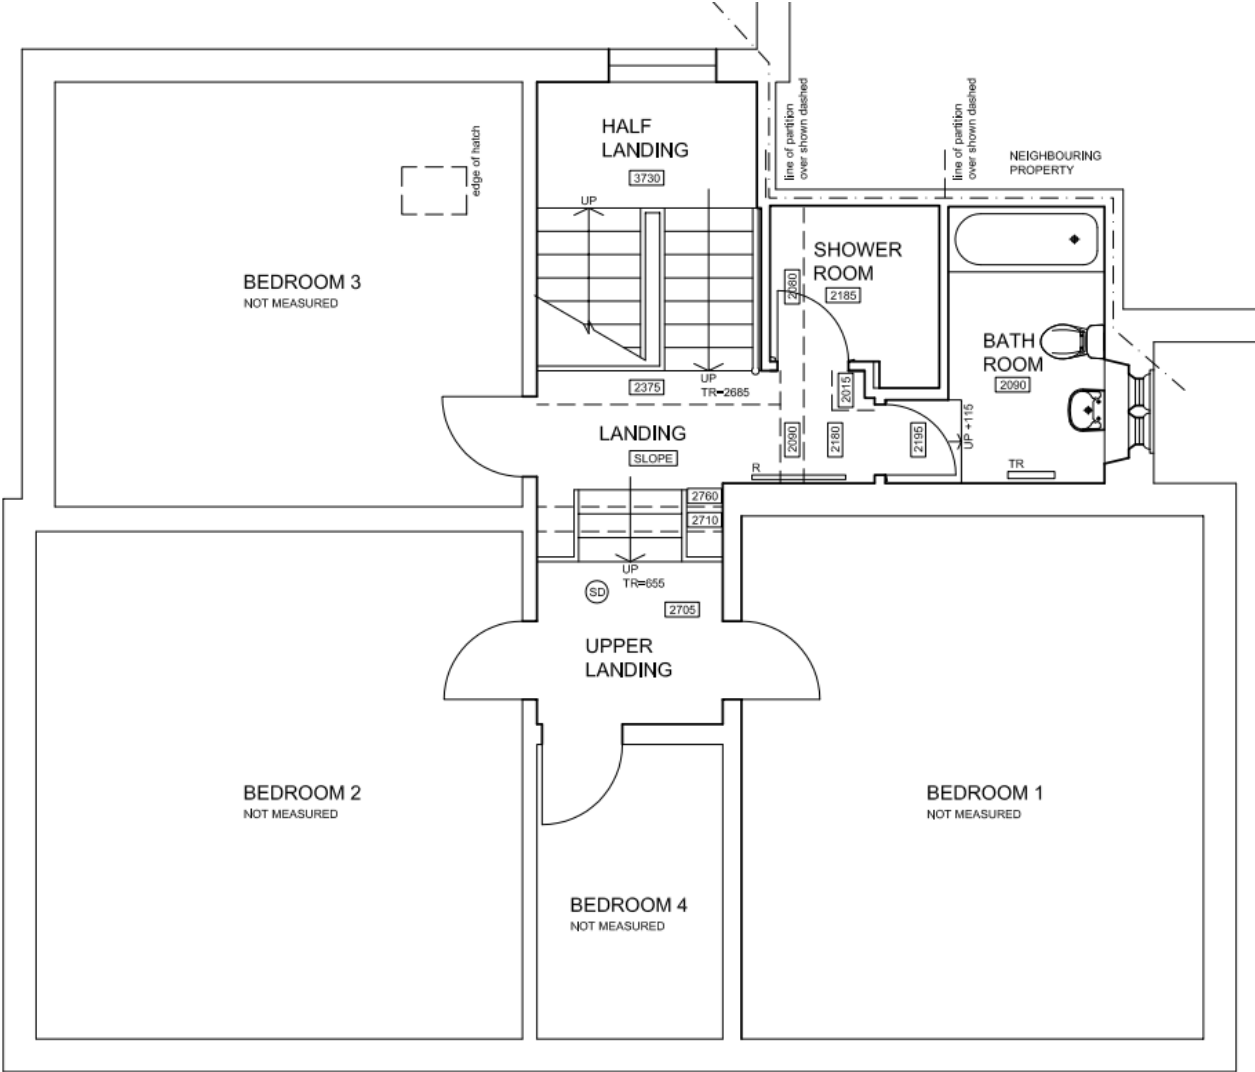 line of partition
over shown dashed
line of partition
over shown dashed
NEIGHBOURING
PROPERTY
HALF
LANDING
3730
edge of hatch
UP
BEDROOM 3
NOT MEASURED
SHOWER
ROOM
2185
2080
BATH
ROOM
2090
2375
UP
TR=2685
2015
LANDING
SLOPE
2090
2180
2195
UP +115
R
TR
2760
2710
UP
TR=655
SD
2705
UPPER
LANDING
BEDROOM 2
NOT MEASURED
BEDROOM 1
NOT MEASURED
BEDROOM 4
NOT MEASURED